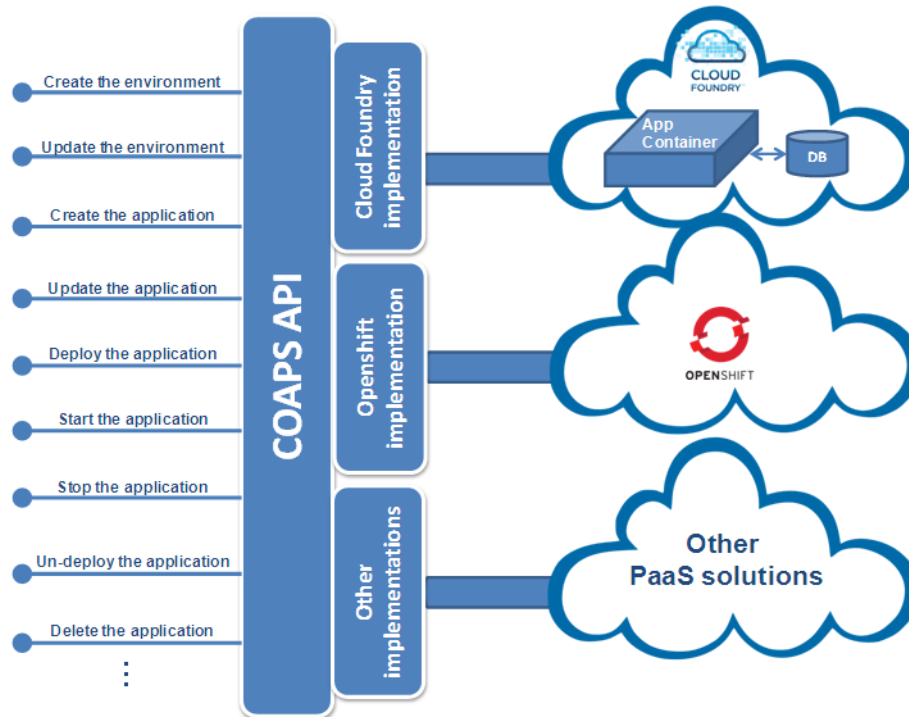 Create the environment
Update the environment
Create the application
Update the application
Deploy the application
Start the application
Stop the application
Un-deploy the application
Delete the application
COAPS API
Cloud Foundry
implementation
Openshift
implementation
Other
implementations
CLOUD
FOUNDRY™
App
Container
DB
OPENSHIFT
Other
PaaS solutions